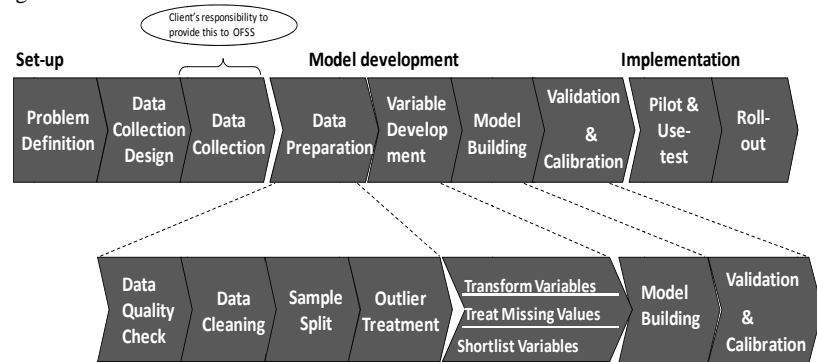 Client's responsibility to
provide this to OFSS
Set-up
Model development
Implementation
Problem
Definition
Data
Collection
Design
Data
Collection
Data
Preparation
Variable
Develop
ment
Model
Building
Validation
&
Calibration
Pilot &
Use-
test
Roll-
out
Data
Quality
Check
Data
Cleaning
Sample
Split
Outlier
Treatment
Transform Variables
Treat Missing Values
Shortlist Variables
Model
Building
Validation
&
Calibration